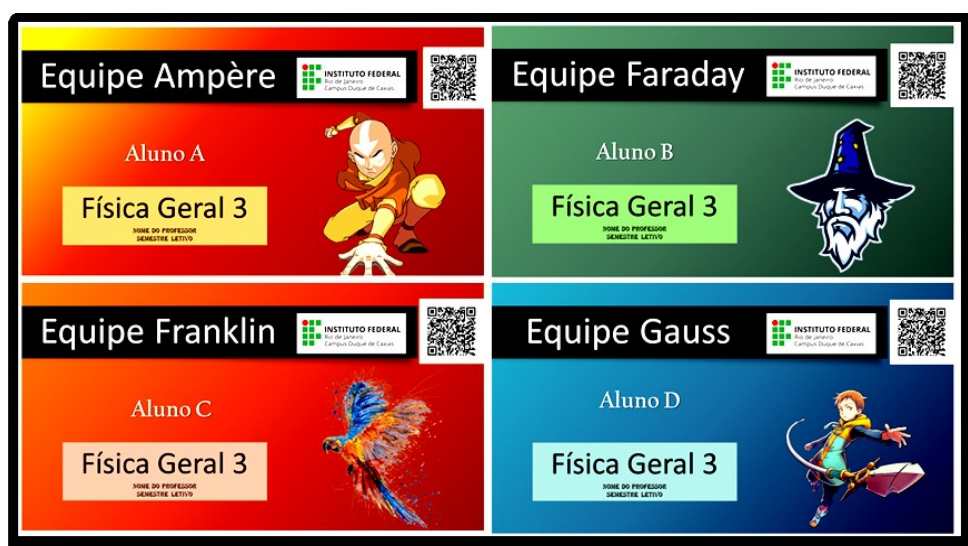 Equipe Ampère
INSTITUTO FEDERAL
Rio de Janeiro
Campus Duque de Caxias
Aluno A
Física Geral 3
NOME DO PROFESSOR
SEMESTRE LETIVO
Equipe Faraday
INSTITUTO FEDERAL
Rio de Janeiro
Campus Duque de Caxias
Aluno B
Física Geral 3
NOME DO PROFESSOR
SEMESTRE LETIVO
Equipe Franklin
INSTITUTO FEDERAL
Rio de Janeiro
Campus Duque de Caxias
Aluno C
Física Geral 3
NOME DO PROFESSOR
SEMESTRE LETIVO
Equipe Gauss
INSTITUTO FEDERAL
Rio de Janeiro
Campus Duque de Caxias
Aluno D
Física Geral 3
NOME DO PROFESSOR
SEMESTRE LETIVO